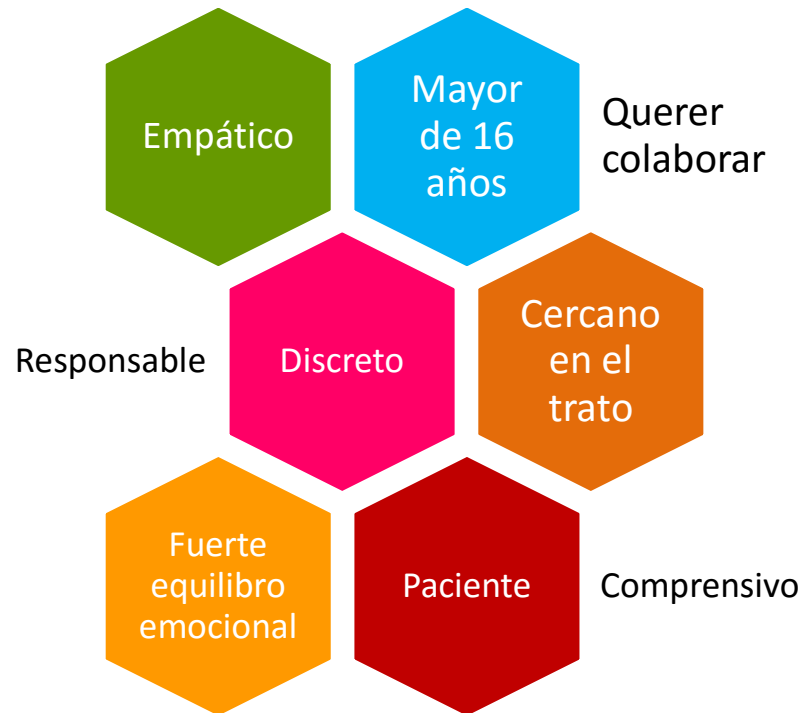 Empático
Mayor
de 16
años
Querer
colaborar
Responsable
Discreto
Cercano
en el
trato
Fuerte
equilibro
emocional
Paciente
Comprensivo